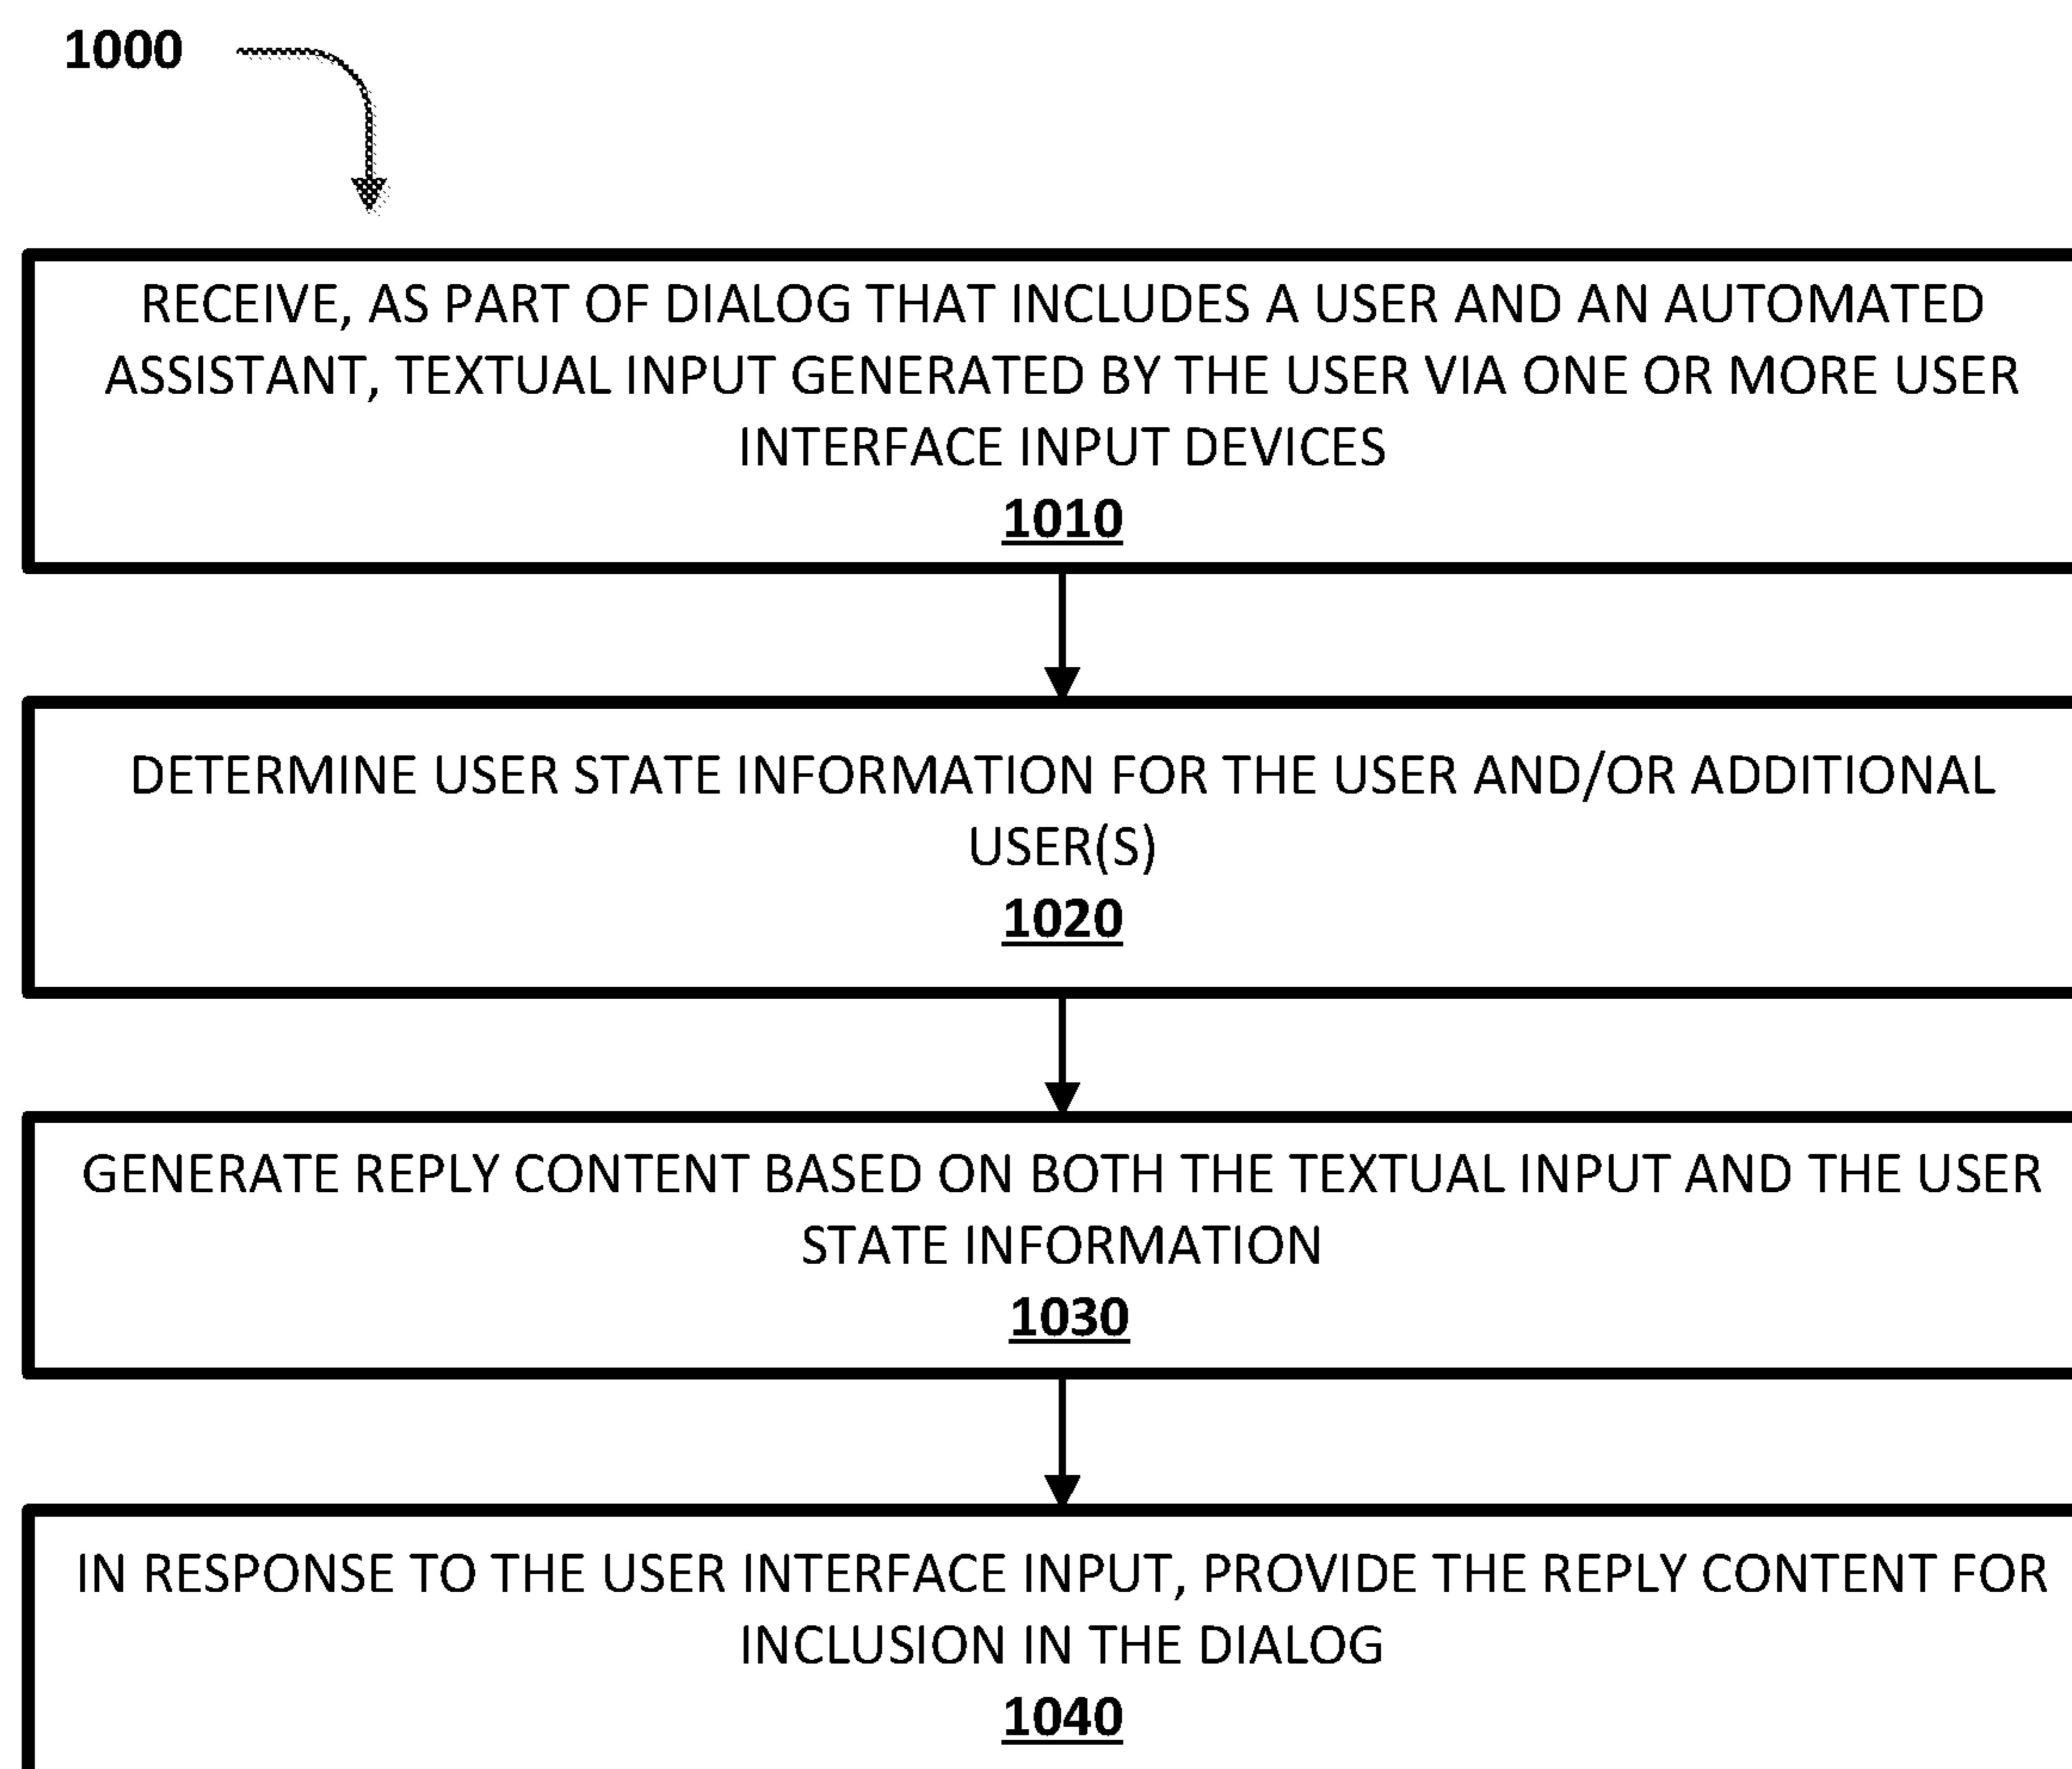 1000
RECEIVE, AS PART OF DIALOG THAT INCLUDES A USER AND AN AUTOMATED
ASSISTANT, TEXTUAL INPUT GENERATED BY THE USER VIA ONE OR MORE USER
INTERFACE INPUT DEVICES
1010
DETERMINE USER STATE INFORMATION FOR THE USER AND/OR ADDITIONAL
USER(S)
1020
GENERATE REPLY CONTENT BASED ON BOTH THE TEXTUAL INPUT AND THE USER
STATE INFORMATION
1030
IN RESPONSE TO THE USER INTERFACE INPUT, PROVIDE THE REPLY CONTENT FOR
INCLUSION IN THE DIALOG
1040